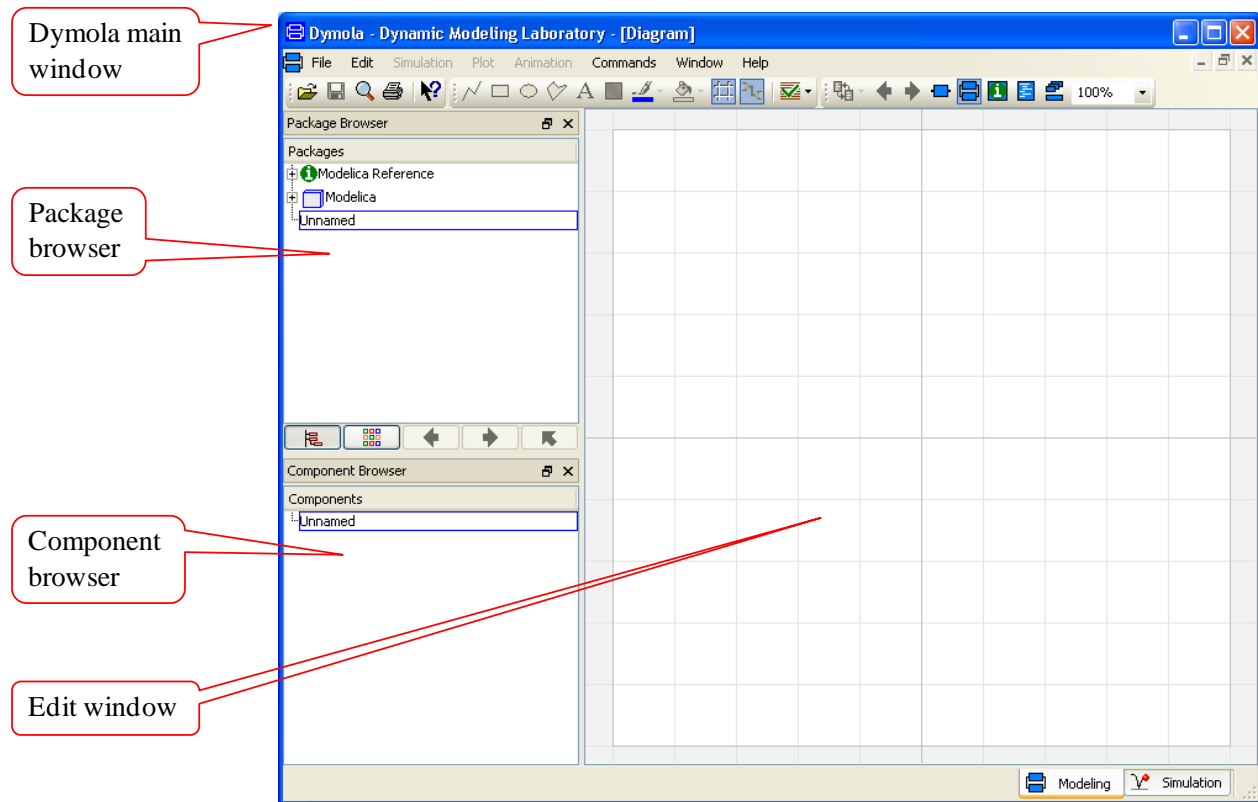 Dymola main
window
Dymola - Dynamic Modeling Laboratory - [Diagram]
File Edit Simulation Plot Animation Commands Window Help
100%
Package Browser
Packages
Modelica Reference
Modelica
Unnamed
Package
browser
Component Browser
Components
Unnamed
Component
browser
Edit window
Modeling Simulation